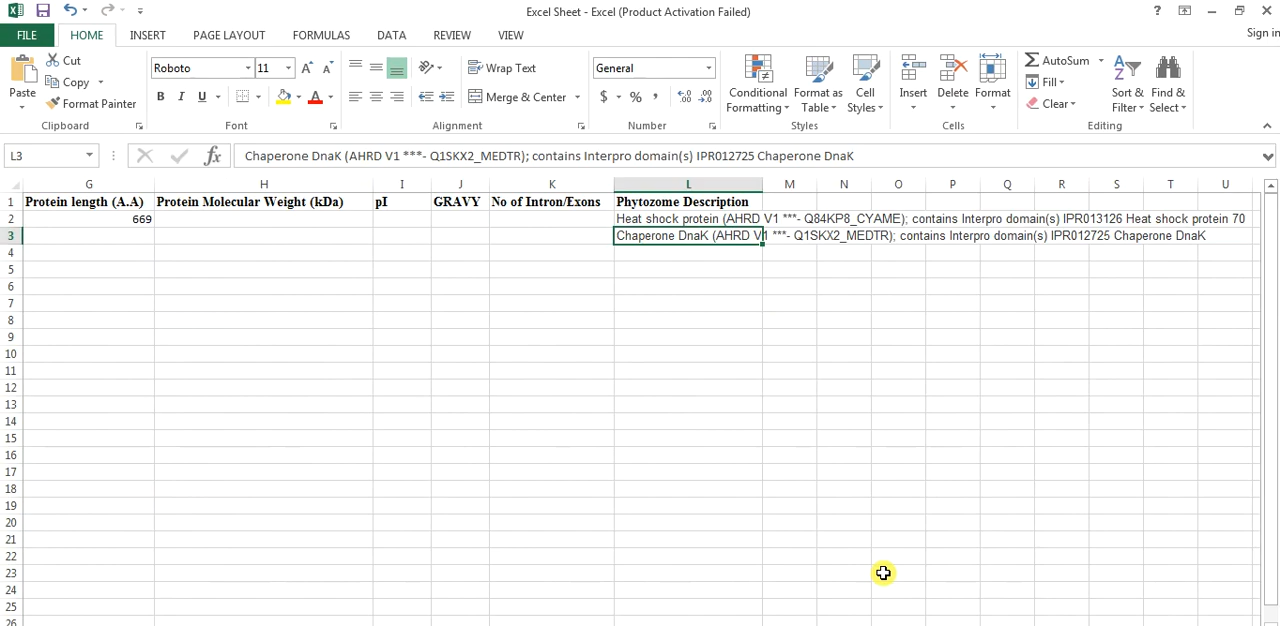 Excel Sheet - Excel (Product Activation Failed)
?
FILE HOME INSERT PAGE LAYOUT FORMULAS DATA REVIEW VIEW
Sign in
Paste
Cut
Copy
Format Painter
Clipboard
Roboto 11
B I U
Font
Wrap Text
Merge & Center
Alignment
General
$ % ,
Number
Conditional Formatting
Format as Table
Cell Styles
Styles
Insert Delete Format
Cells
AutoSum
Fill
Clear
Sort & Filter
Find & Select
Editing
L3 fx Chaperone DnaK (AHRD V1 ***- Q1SKX2_MEDTR); contains Interpro domain(s) IPR012725 Chaperone DnaK
G H I J K L M N O P Q R S T U
1 Protein length (A.A) Protein Molecular Weight (kDa) pI GRAVY No of Intron/Exons Phytozome Description
2 669 Heat shock protein (AHRD V1 ***- Q84KP8_CYAME); contains Interpro domain(s) IPR013126 Heat shock protein 70
3 Chaperone DnaK (AHRD V1 ***- Q1SKX2_MEDTR); contains Interpro domain(s) IPR012725 Chaperone DnaK
4
5
6
7
8
9
10
11
12
13
14
15
16
17
18
19
20
21
22
23
24
25
26